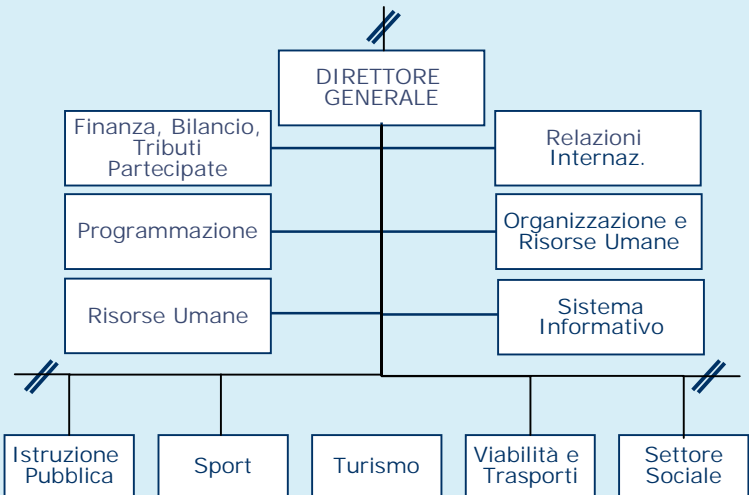 DIRETTORE
GENERALE
Finanza, Bilancio,
Tributi
Partecipate
Relazioni
Internaz.
Programmazione
Organizzazione e
Risorse Umane
Risorse Umane
Sistema
Informativo
Istruzione
Pubblica
Sport
Turismo
Viabilità e
Trasporti
Settore
Sociale